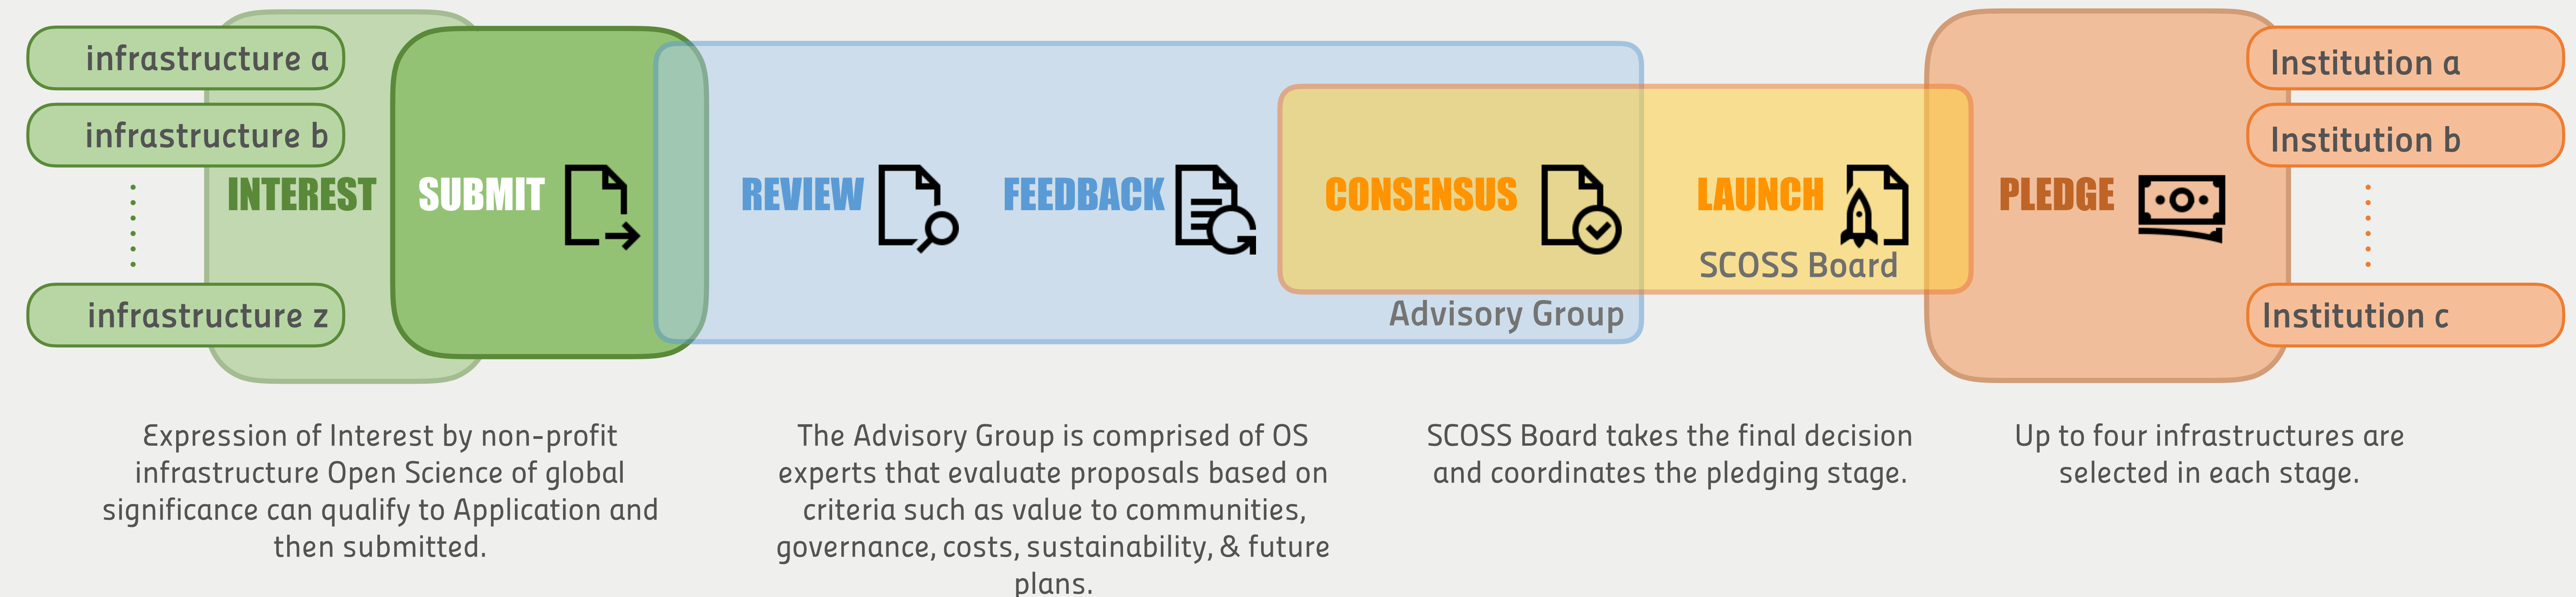 infrastructure a
infrastructure b
infrastructure z
INTEREST
SUBMIT
REVIEW
FEEDBACK
CONSENSUS
LAUNCH
SCOSS Board
Advisory Group
PLEDGE
Institution a
Institution b
Institution c
Expression of Interest by non-profit
infrastructure Open Science of global
significance can qualify to Application and
then submitted.
The Advisory Group is comprised of OS
experts that evaluate proposals based on
criteria such as value to communities,
governance, costs, sustainability, & future
plans.
SCOSS Board takes the final decision
and coordinates the pledging stage.
Up to four infrastructures are
selected in each stage.